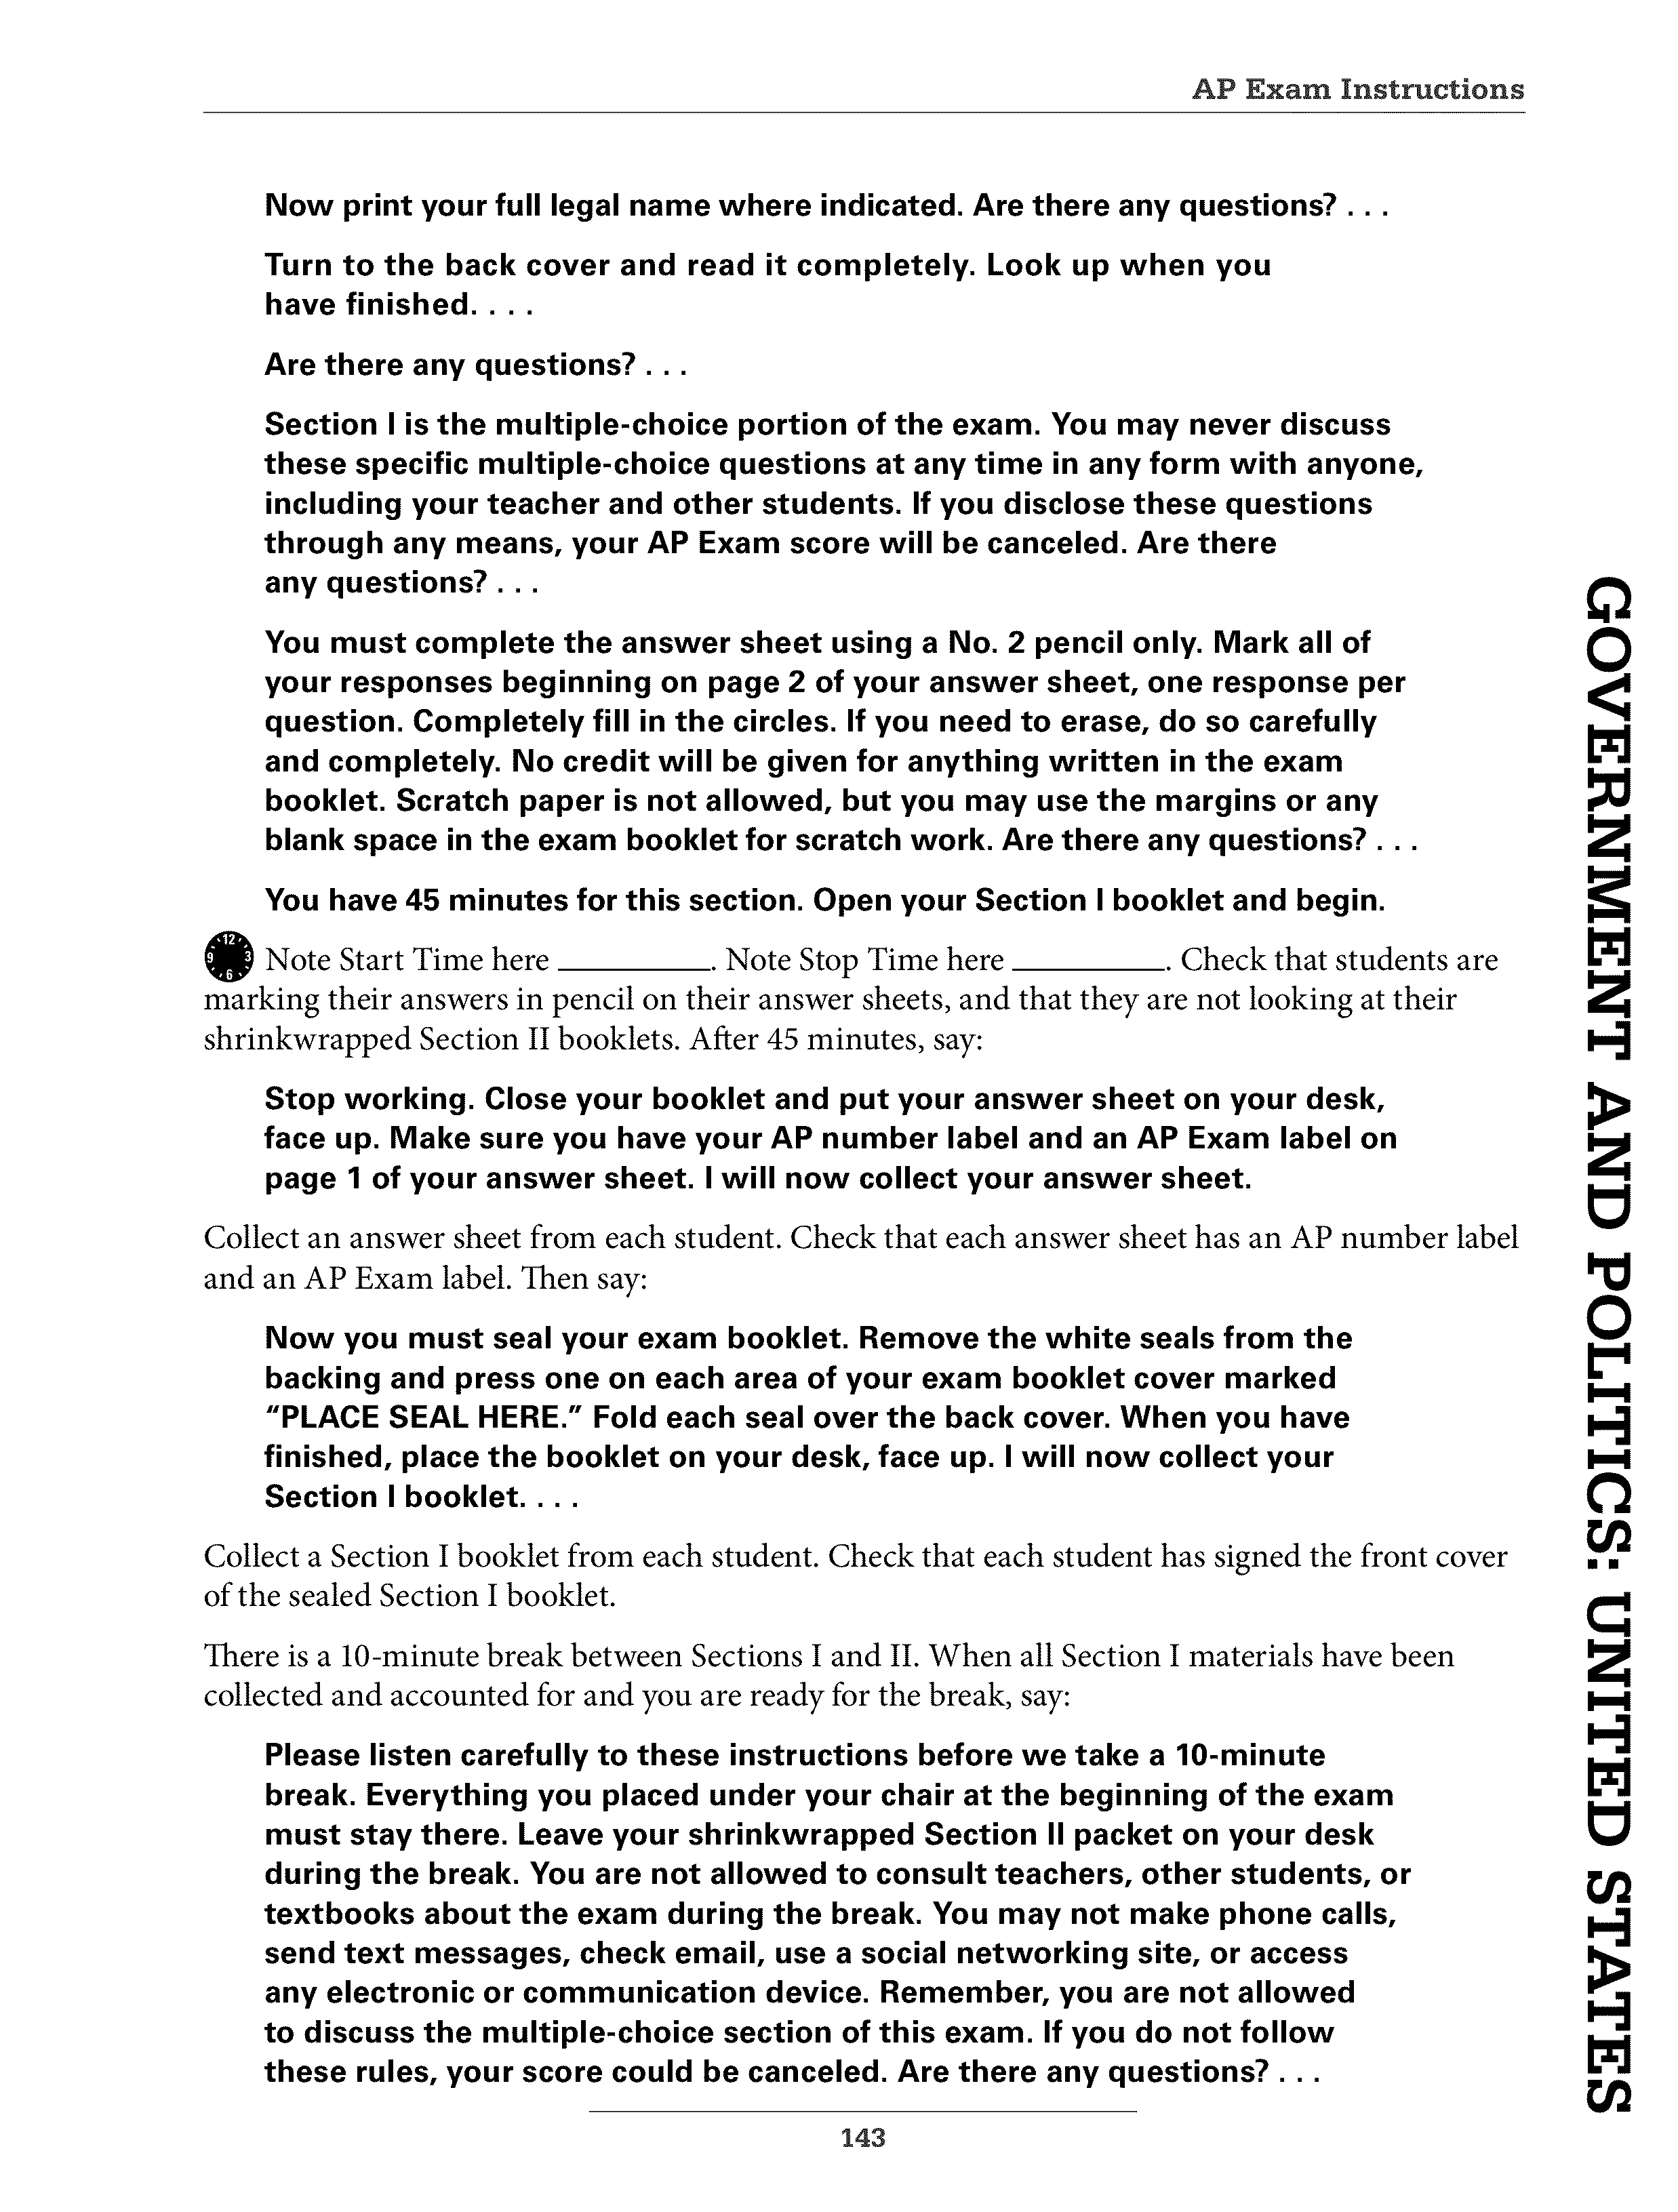 AP Exam Instructions
Now print your full legal name where indicated. Are there any questions? . . .
Turn to the back cover and read it completely. Look up when you
have finished. . . .
Are there any questions? . . .
Section I is the multiple-choice portion of the exam. You may never discuss
these specific multiple-choice questions at any time in any form with anyone,
including your teacher and other students. If you disclose these questions
through any means, your AP Exam score will be canceled. Are there
any questions? . . .
You must complete the answer sheet using a No. 2 pencil only. Mark all of
your responses beginning on page 2 of your answer sheet, one response per
question. Completely fill in the circles. If you need to erase, do so carefully
and completely. No credit will be given for anything written in the exam
booklet. Scratch paper is not allowed, but you may use the margins or any
blank space in the exam booklet for scratch work. Are there any questions? . . .
You have 45 minutes for this section. Open your Section I booklet and begin.
12 3 6 9
Note Start Time here __________. Note Stop Time here __________. Check that students are
marking their answers in pencil on their answer sheets, and that they are not looking at their
shrinkwrapped Section II booklets. After 45 minutes, say:
Stop working. Close your booklet and put your answer sheet on your desk,
face up. Make sure you have your AP number label and an AP Exam label on
page 1 of your answer sheet. I will now collect your answer sheet.
Collect an answer sheet from each student. Check that each answer sheet has an AP number label
and an AP Exam label. Then say:
Now you must seal your exam booklet. Remove the white seals from the
backing and press one on each area of your exam booklet cover marked
“PLACE SEAL HERE.” Fold each seal over the back cover. When you have
finished, place the booklet on your desk, face up. I will now collect your
Section I booklet. . . .
Collect a Section I booklet from each student. Check that each student has signed the front cover
of the sealed Section I booklet.
There is a 10-minute break between Sections I and II. When all Section I materials have been
collected and accounted for and you are ready for the break, say:
Please listen carefully to these instructions before we take a 10-minute
break. Everything you placed under your chair at the beginning of the exam
must stay there. Leave your shrinkwrapped Section II packet on your desk
during the break. You are not allowed to consult teachers, other students, or
textbooks about the exam during the break. You may not make phone calls,
send text messages, check email, use a social networking site, or access
any electronic or communication device. Remember, you are not allowed
to discuss the multiple-choice section of this exam. If you do not follow
these rules, your score could be canceled. Are there any questions? . . .
143
GOVERNMENT AND POLITICS: UNITED STATES